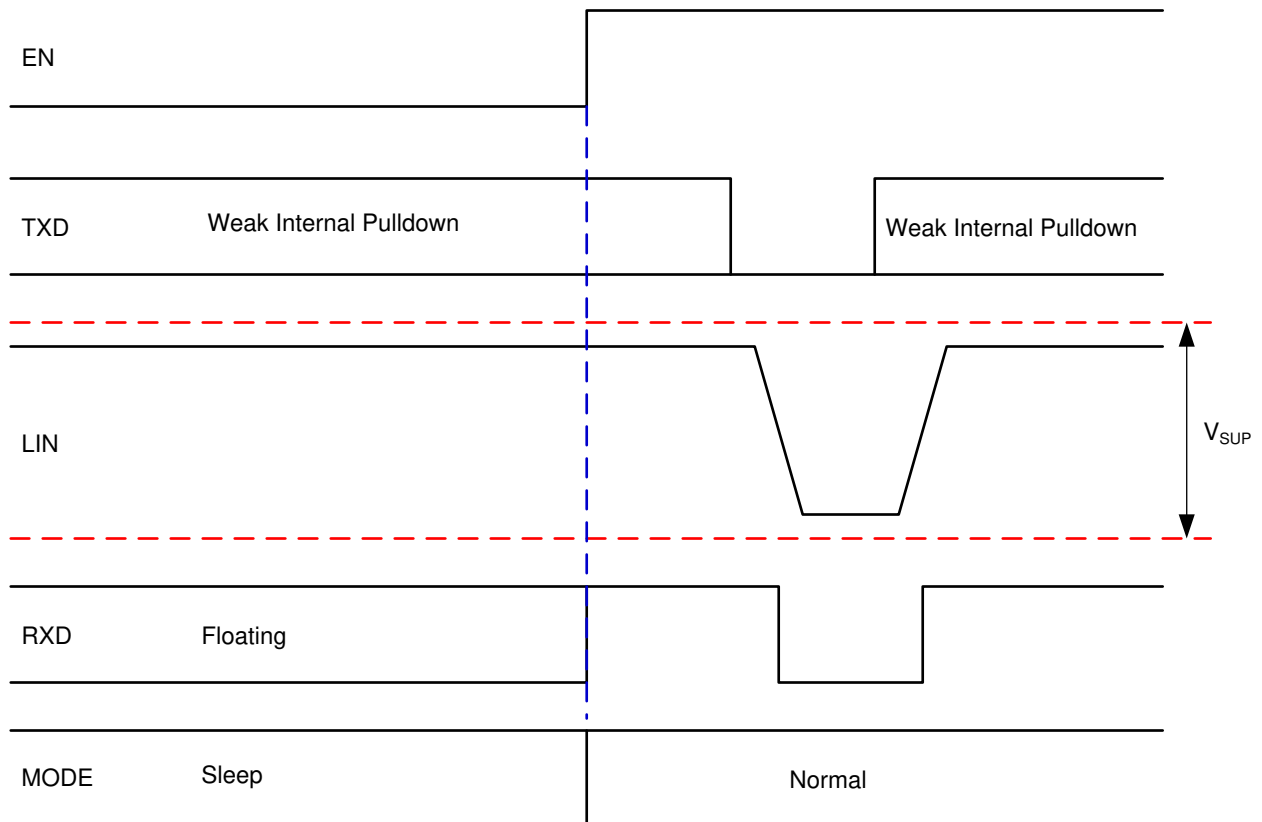 EN
TXD
Weak Internal Pulldown
Weak Internal Pulldown
LIN
VSUP
RXD
Floating
MODE
Sleep
Normal